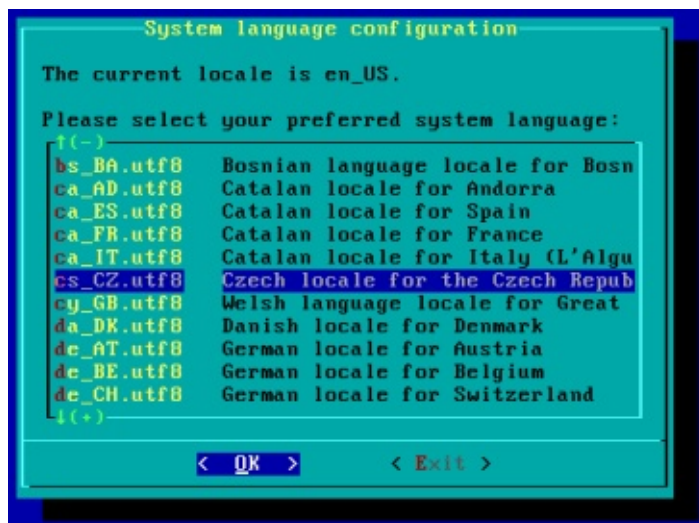 System language configuration
The current locale is en_US.
Please select your preferred system language:
↑(-)
bs_BA.utf8 Bosnian language locale for Bosn
ca_AD.utf8 Catalan locale for Andorra
ca_ES.utf8 Catalan locale for Spain
ca_FR.utf8 Catalan locale for France
ca_IT.utf8 Catalan locale for Italy (L'Algu
cs_CZ.utf8 Czech locale for the Czech Repub
cy_GB.utf8 Welsh language locale for Great
da_DK.utf8 Danish locale for Denmark
de_AT.utf8 German locale for Austria
de_BE.utf8 German locale for Belgium
de_CH.utf8 German locale for Switzerland
↓(+)
< OK > < Exit >